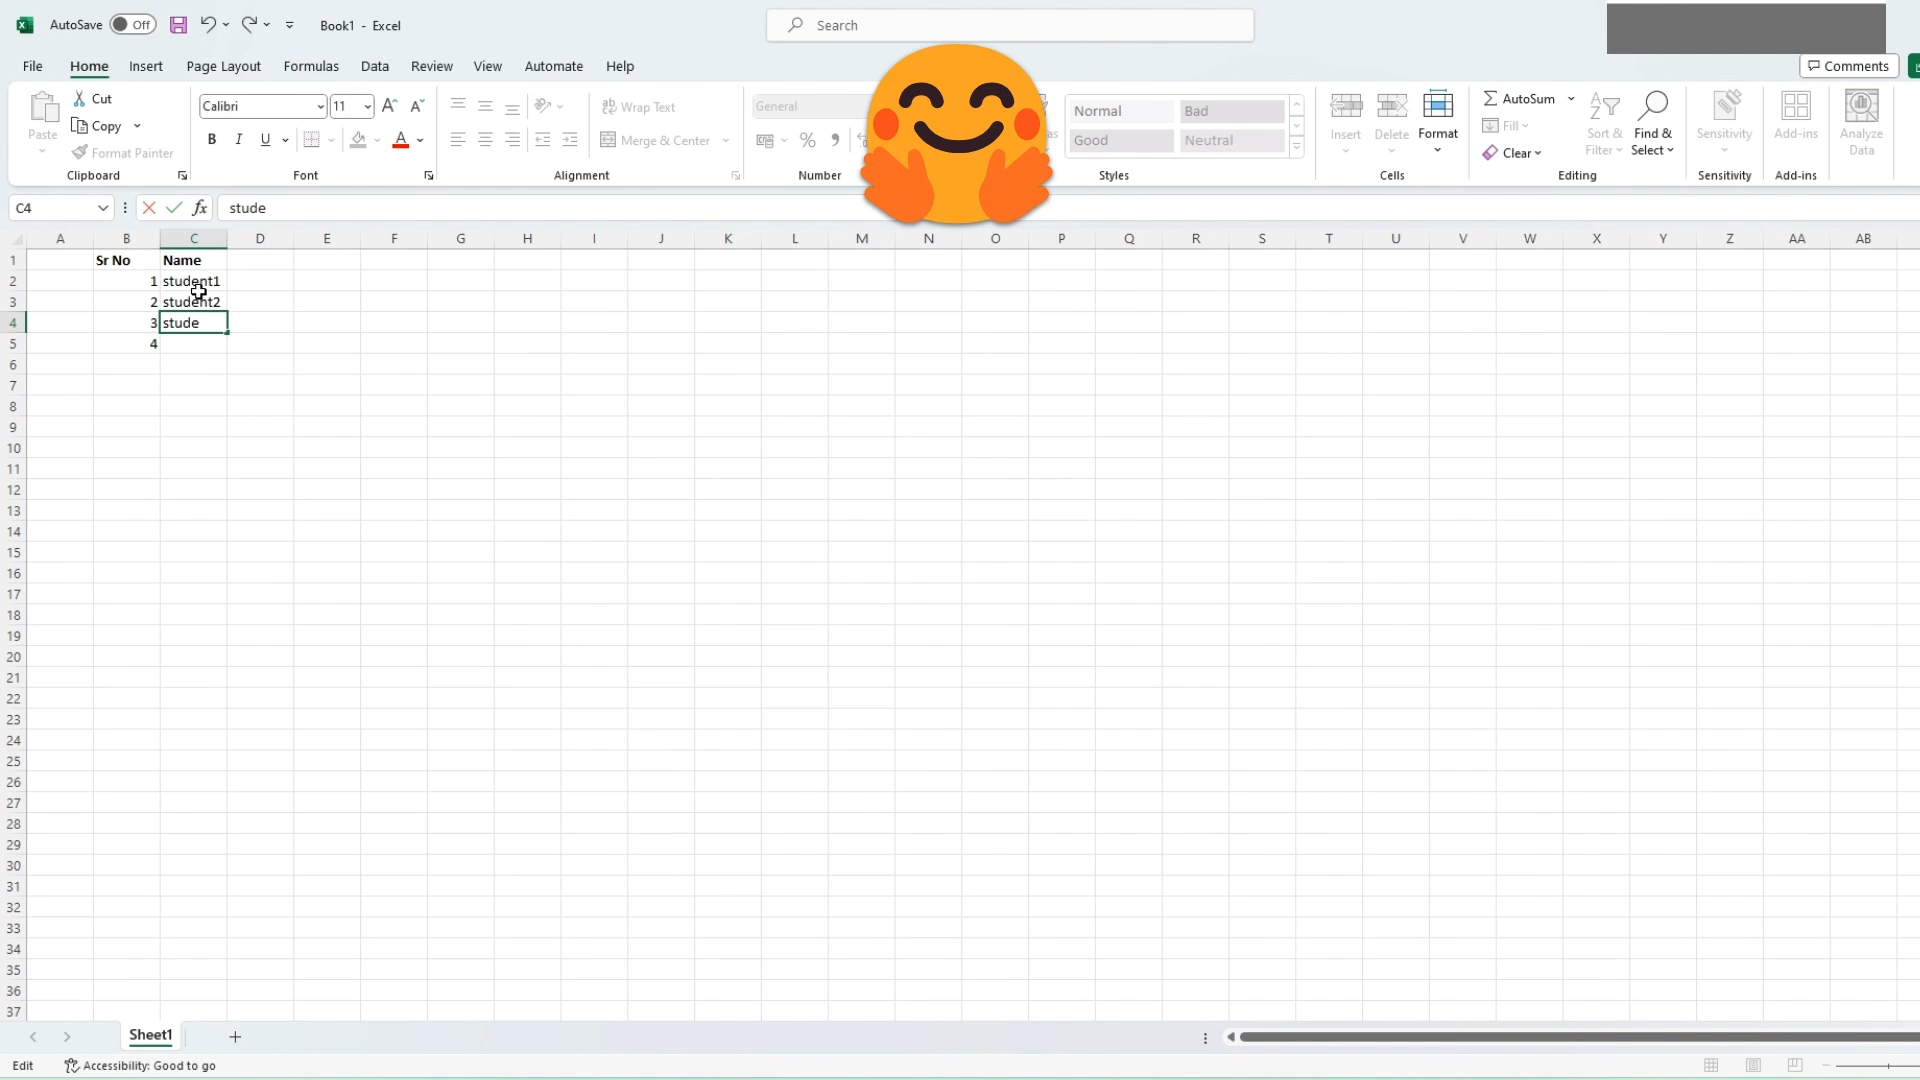 AutoSave Off Book1 - Excel Search
File Home Insert Page Layout Formulas Data Review View Automate Help Comments
Paste Cut Copy Format Painter Clipboard
Calibri 11 B I U A Font
Wrap Text Merge & Center Alignment
General % Number
Normal Bad Good Neutral Styles
Insert Delete Format Cells
AutoSum Fill Clear Sort & Filter Find & Select Editing
Sensitivity Sensitivity
Add-ins Add-ins
Analyze Data
C4 fx stude
A B C D E F G H I J K L M N O P Q R S T U V W X Y Z AA AB
1 Sr No Name
2 1 student1
3 2 student2
4 3 stude
5 4
6
7
8
9
10
11
12
13
14
15
16
17
18
19
20
21
22
23
24
25
26
27
28
29
30
31
32
33
34
35
36
37
Sheet1
Edit Accessibility: Good to go